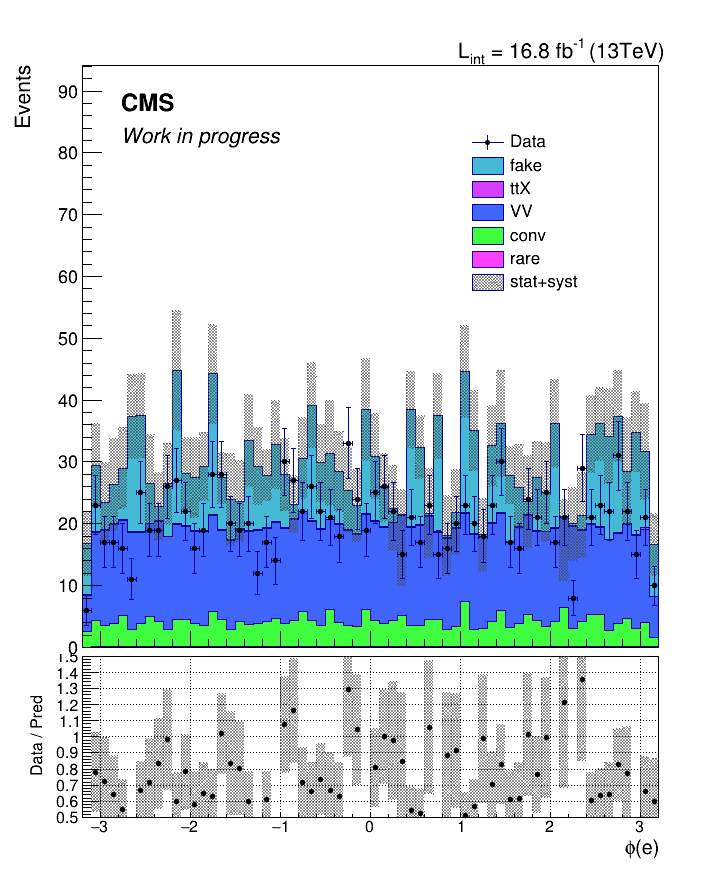 L_int = 16.8 fb⁻¹ (13TeV)
Events
CMS
Work in progress
Data
fake
ttX
VV
conv
rare
stat+syst
90
80
70
60
50
40
30
20
10
0
Data / Pred
1.5
1.4
1.3
1.2
1.1
1
0.9
0.8
0.7
0.6
0.5
−3 −2 −1 0 1 2 3
ϕ(e)